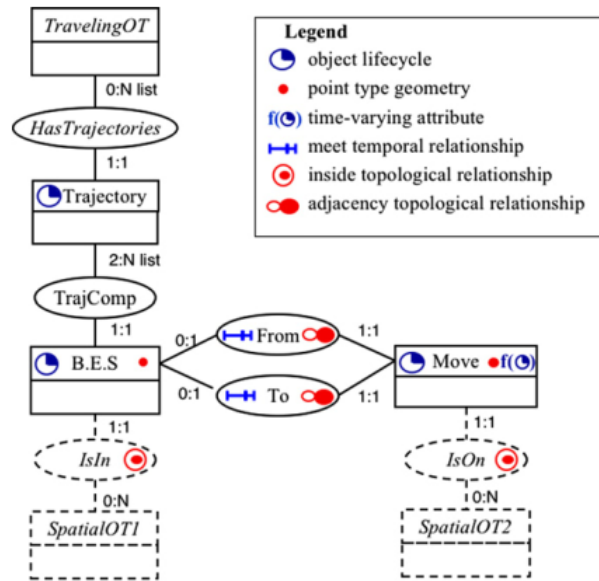 TravelingOT
0:N list
HasTrajectories
1:1
Trajectory
2:N list
TrajComp
1:1
B.E.S
0:1
From
1:1
0:1
To
1:1
Move
f( )
1:1
IsIn
0:N
SpatialOT1
1:1
IsOn
0:N
SpatialOT2
Legend
object lifecycle
point type geometry
f( ) time-varying attribute
meet temporal relationship
inside topological relationship
adjacency topological relationship